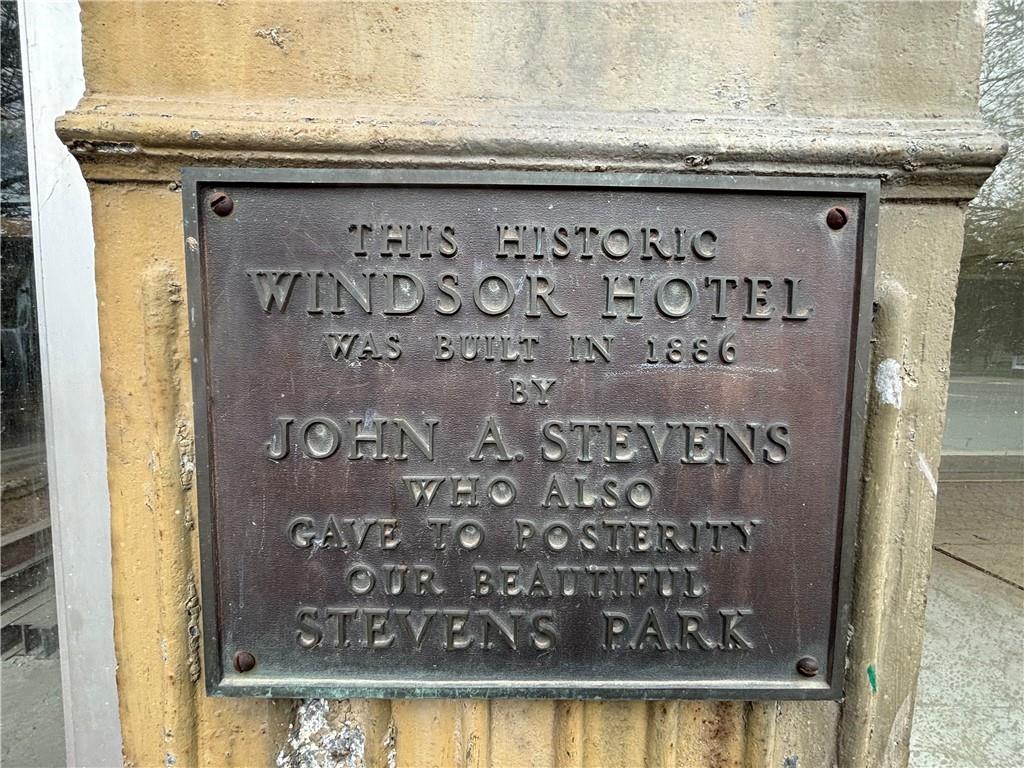 THIS HISTORIC
WINDSOR HOTEL
WAS BUILT IN 1886
BY
JOHN A. STEVENS
WHO ALSO
GAVE TO POSTERITY
OUR BEAUTIFUL
STEVENS PARK